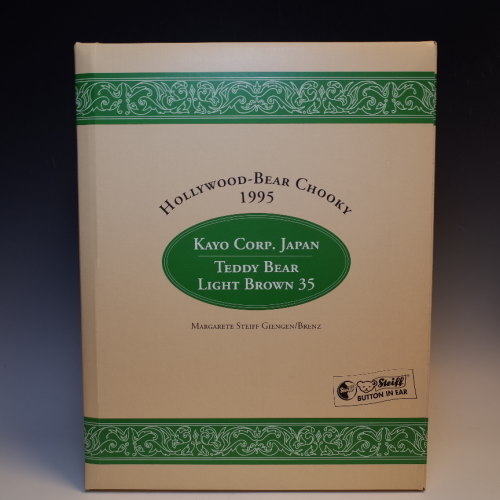 HOLLYWOOD-BEAR CHOOKY
1995
KAYO CORP. JAPAN
TEDDY BEAR
LIGHT BROWN 35
MARGARETE STEIFF GIENGEN/BRENZ
Steiff
BUTTON IN EAR